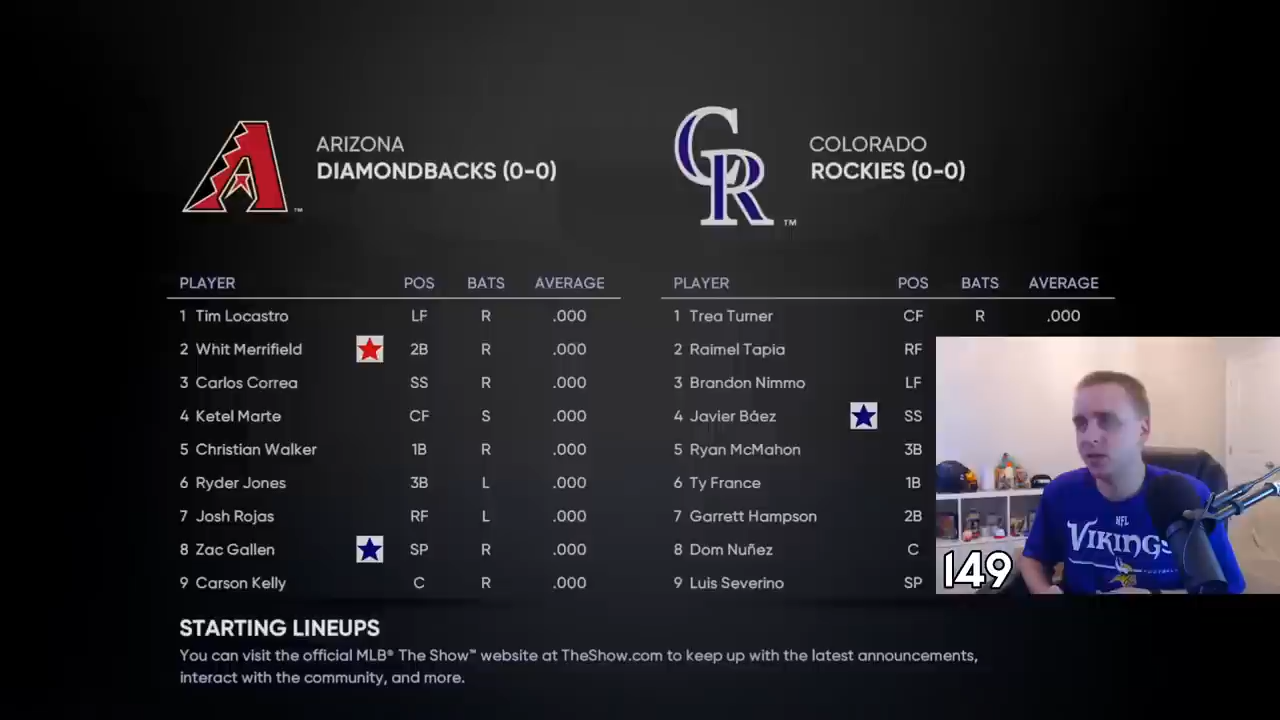 ARIZONA
DIAMONDBACKS (0-0)
COLORADO
ROCKIES (0-0)
PLAYER POS BATS AVERAGE
1 Tim Locastro LF R .000
2 Whit Merrifield 2B R .000
3 Carlos Correa SS R .000
4 Ketel Marte CF S .000
5 Christian Walker 1B R .000
6 Ryder Jones 3B L .000
7 Josh Rojas RF L .000
8 Zac Gallen SP R .000
9 Carson Kelly C R .000
PLAYER POS BATS AVERAGE
1 Trea Turner CF R .000
2 Raimel Tapia RF
3 Brandon Nimmo LF
4 Javier Báez SS
5 Ryan McMahon 3B
6 Ty France 1B
7 Garrett Hampson 2B
8 Dom Nuñez C
9 Luis Severino SP
NFL
VIKINGS
149
STARTING LINEUPS
You can visit the official MLB® The Show™ website at TheShow.com to keep up with the latest announcements,
interact with the community, and more.